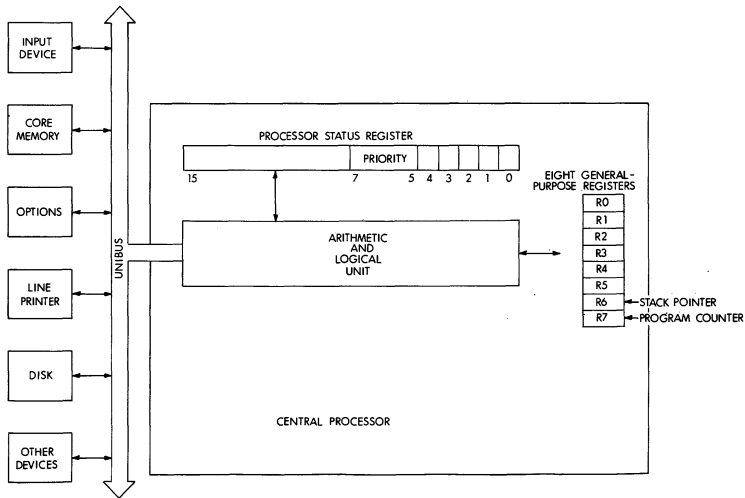 INPUT
DEVICE
CORE
MEMORY
OPTIONS
LINE
PRINTER
DISK
OTHER
DEVICES
UNIBUS
PROCESSOR STATUS REGISTER
PRIORITY
15 7 5 4 3 2 1 0
ARITHMETIC
AND
LOGICAL
UNIT
EIGHT GENERAL-
PURPOSE REGISTERS
R0
R1
R2
R3
R4
R5
R6 STACK POINTER
R7 PROGRAM COUNTER
CENTRAL PROCESSOR